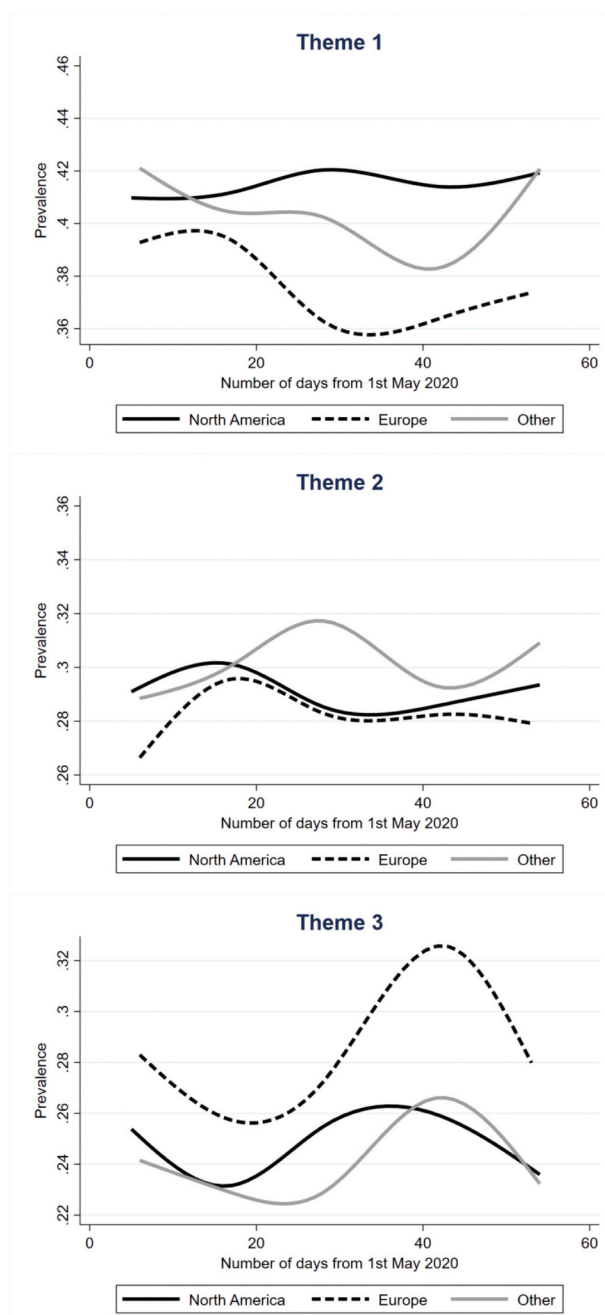 Theme 1
.46
.44
.42
.4
.38
.36
Prevalence
0 20 40 60
Number of days from 1st May 2020
North America Europe Other
Theme 2
.36
.34
.32
.3
.28
.26
Prevalence
0 20 40 60
Number of days from 1st May 2020
North America Europe Other
Theme 3
.32
.3
.28
.26
.24
.22
Prevalence
0 20 40 60
Number of days from 1st May 2020
North America Europe Other